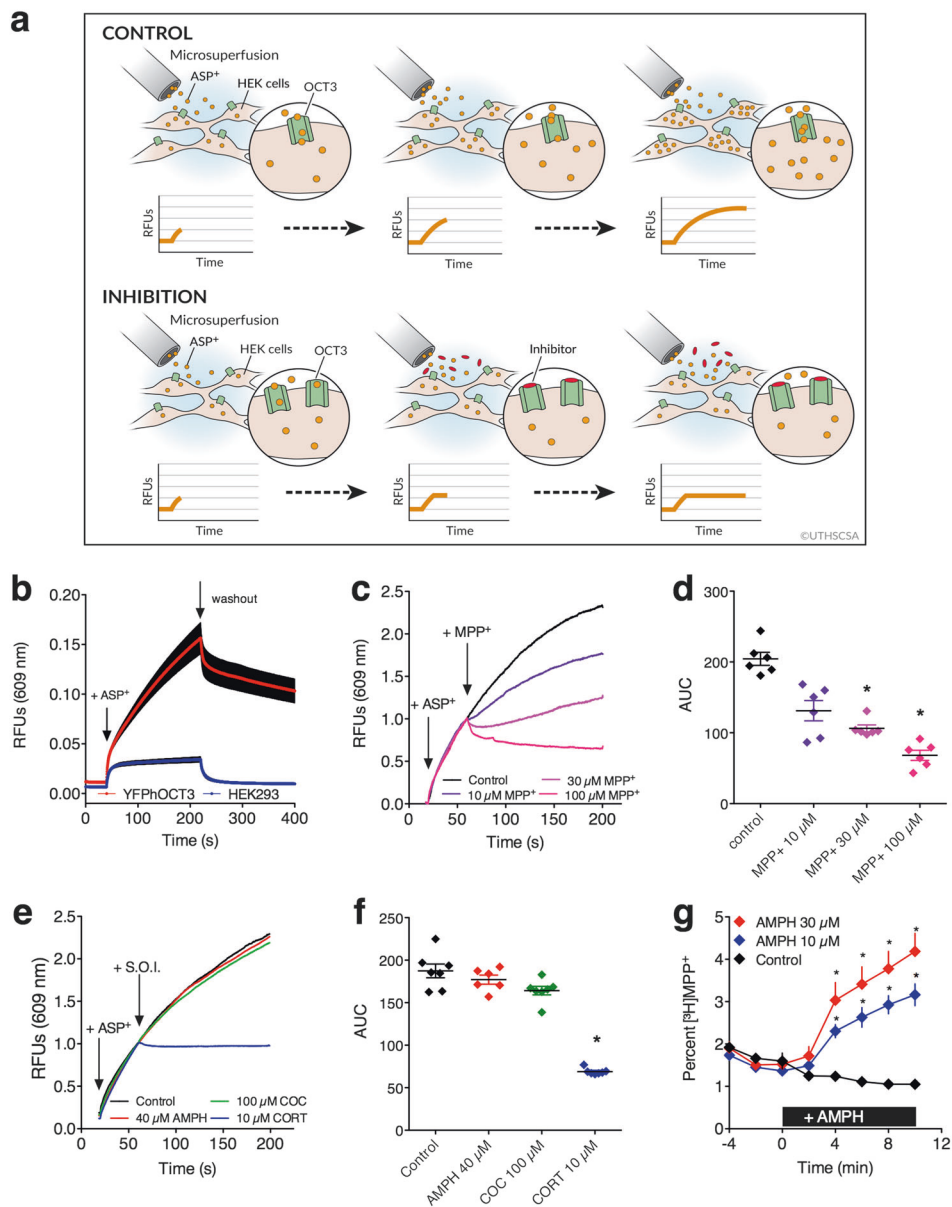 a
CONTROL
Microsuperfusion
ASP+
HEK cells
OCT3
RFUs
Time
RFUs
Time
RFUs
Time
INHIBITION
Microsuperfusion
ASP+
HEK cells
OCT3
Inhibitor
RFUs
Time
RFUs
Time
RFUs
Time
©UTHSCSA
b
washout
+ ASP+
RFUs (609 nm)
0.20
0.15
0.10
0.05
0.00
YFPhOCT3
HEK293
0 100 200 300 400
Time (s)
c
+ MPP+
+ ASP+
RFUs (609 nm)
2.5
2.0
1.5
1.0
0.5
0.0
Control
30 µM MPP+
10 µM MPP+
100 µM MPP+
0 50 100 150 200
Time (s)
d
AUC
300
200
100
0
*
*
control
MPP+ 10 µM
MPP+ 30 µM
MPP+ 100 µM
e
+ S.O.I.
+ ASP+
RFUs (609 nm)
2.5
2.0
1.5
1.0
0.5
0.0
Control
100 µM COC
40 µM AMPH
10 µM CORT
0 50 100 150 200
Time (s)
f
AUC
250
200
150
100
50
0
*
Control
AMPH 40 µM
COC 100 µM
CORT 10 µM
g
AMPH 30 µM
AMPH 10 µM
Control
Percent [³H]MPP+
5
4
3
2
1
0
* * * *
* * * *
+ AMPH
-4 0 4 8 12
Time (min)